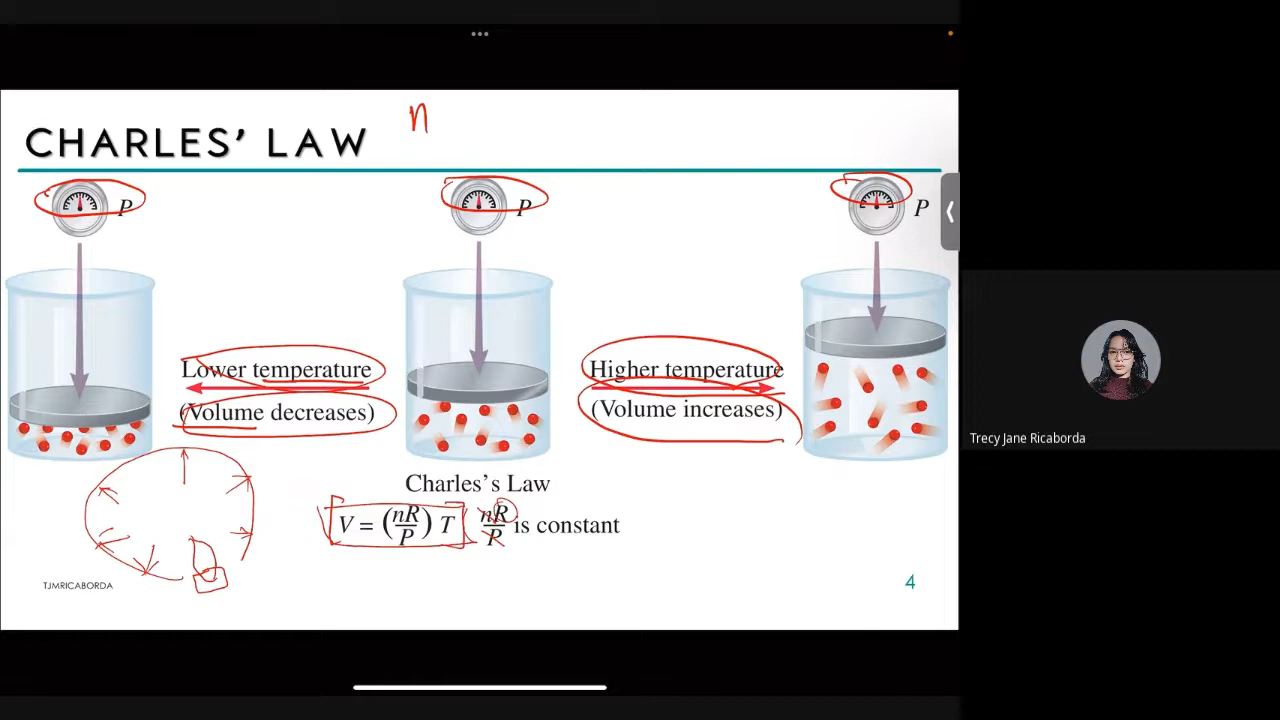 n
CHARLES’ LAW
P
P
P
Lower temperature
(Volume decreases)
Higher temperature
(Volume increases)
Charles’s Law
V = (nR/P) T nR/P is constant
TJMRICABORDA
4
Trecy Jane Ricaborda